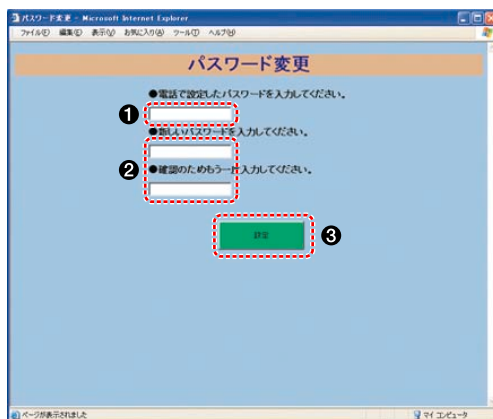 パスワード変更 - Microsoft Internet Explorer
ファイル(F) 編集(E) 表示(V) お気に入り(A) ツール(T) ヘルプ(H)
パスワード変更
●電話で設定したパスワードを入力してください。
❶
●新しいパスワードを入力してください。
❷ ●確認のためもう一度入力してください。
設定 ❸
ページが表示されました マイ コンピュータ